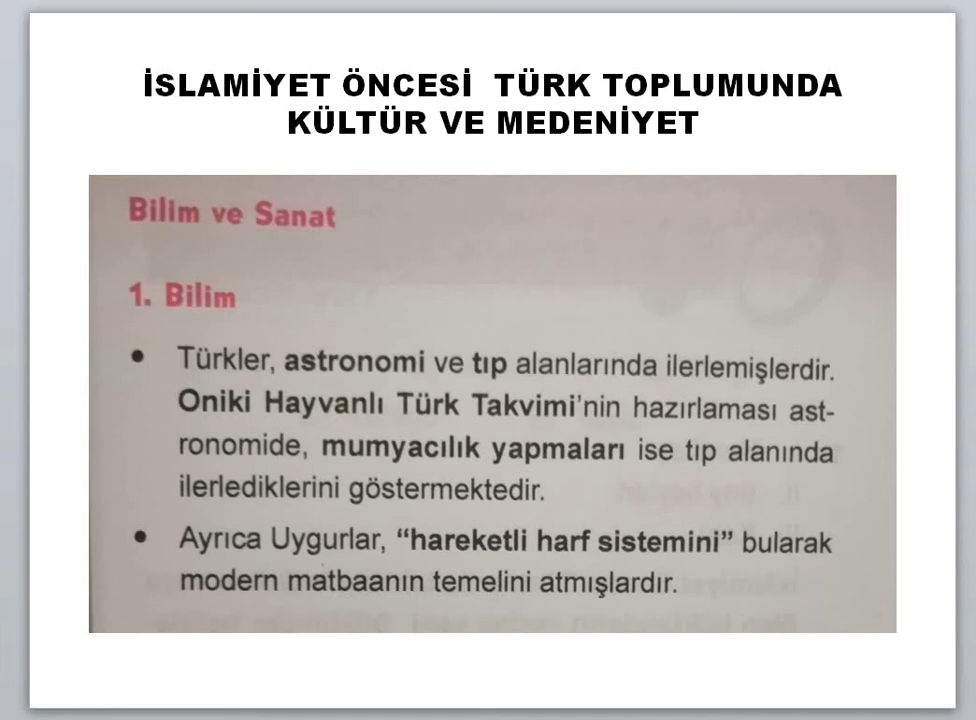 İSLAMİYET ÖNCESİ TÜRK TOPLUMUNDA
KÜLTÜR VE MEDENİYET
Bilim ve Sanat
1. Bilim
• Türkler, astronomi ve tıp alanlarında ilerlemişlerdir.
Oniki Hayvanlı Türk Takvimi'nin hazırlaması ast-
ronomide, mumyacılık yapmaları ise tıp alanında
ilerlediklerini göstermektedir.
• Ayrıca Uygurlar, “hareketli harf sistemini” bularak
modern matbaanın temelini atmışlardır.